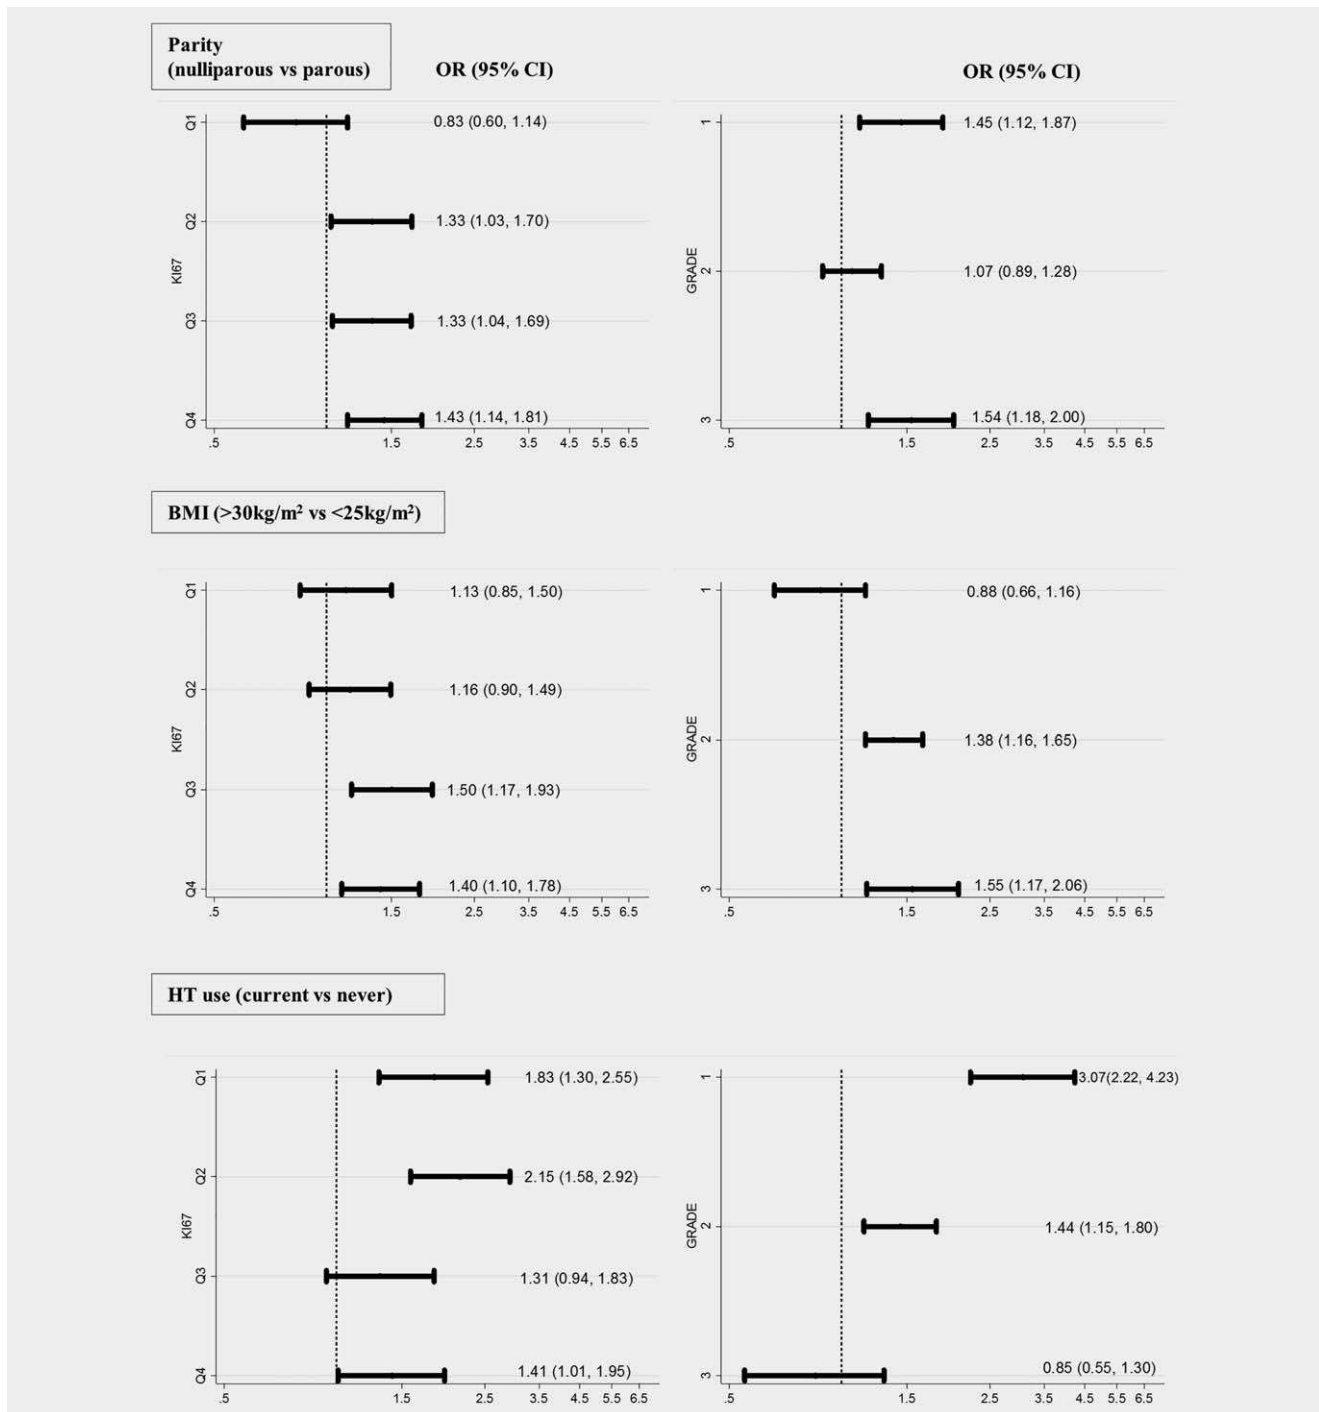 Parity
(nulliparous vs parous)
OR (95% CI)
OR (95% CI)
KI67
Q1
0.83 (0.60, 1.14)
Q2
1.33 (1.03, 1.70)
Q3
1.33 (1.04, 1.69)
Q4
1.43 (1.14, 1.81)
.5 1.5 2.5 3.5 4.5 5.5 6.5
GRADE
1
1.45 (1.12, 1.87)
2
1.07 (0.89, 1.28)
3
1.54 (1.18, 2.00)
.5 1.5 2.5 3.5 4.5 5.5 6.5
BMI (>30kg/m² vs <25kg/m²)
KI67
Q1
1.13 (0.85, 1.50)
Q2
1.16 (0.90, 1.49)
Q3
1.50 (1.17, 1.93)
Q4
1.40 (1.10, 1.78)
.5 1.5 2.5 3.5 4.5 5.5 6.5
GRADE
1
0.88 (0.66, 1.16)
2
1.38 (1.16, 1.65)
3
1.55 (1.17, 2.06)
.5 1.5 2.5 3.5 4.5 5.5 6.5
HT use (current vs never)
KI67
Q1
1.83 (1.30, 2.55)
Q2
2.15 (1.58, 2.92)
Q3
1.31 (0.94, 1.83)
Q4
1.41 (1.01, 1.95)
.5 1.5 2.5 3.5 4.5 5.5 6.5
GRADE
1
3.07(2.22, 4.23)
2
1.44 (1.15, 1.80)
3
0.85 (0.55, 1.30)
.5 1.5 2.5 3.5 4.5 5.5 6.5